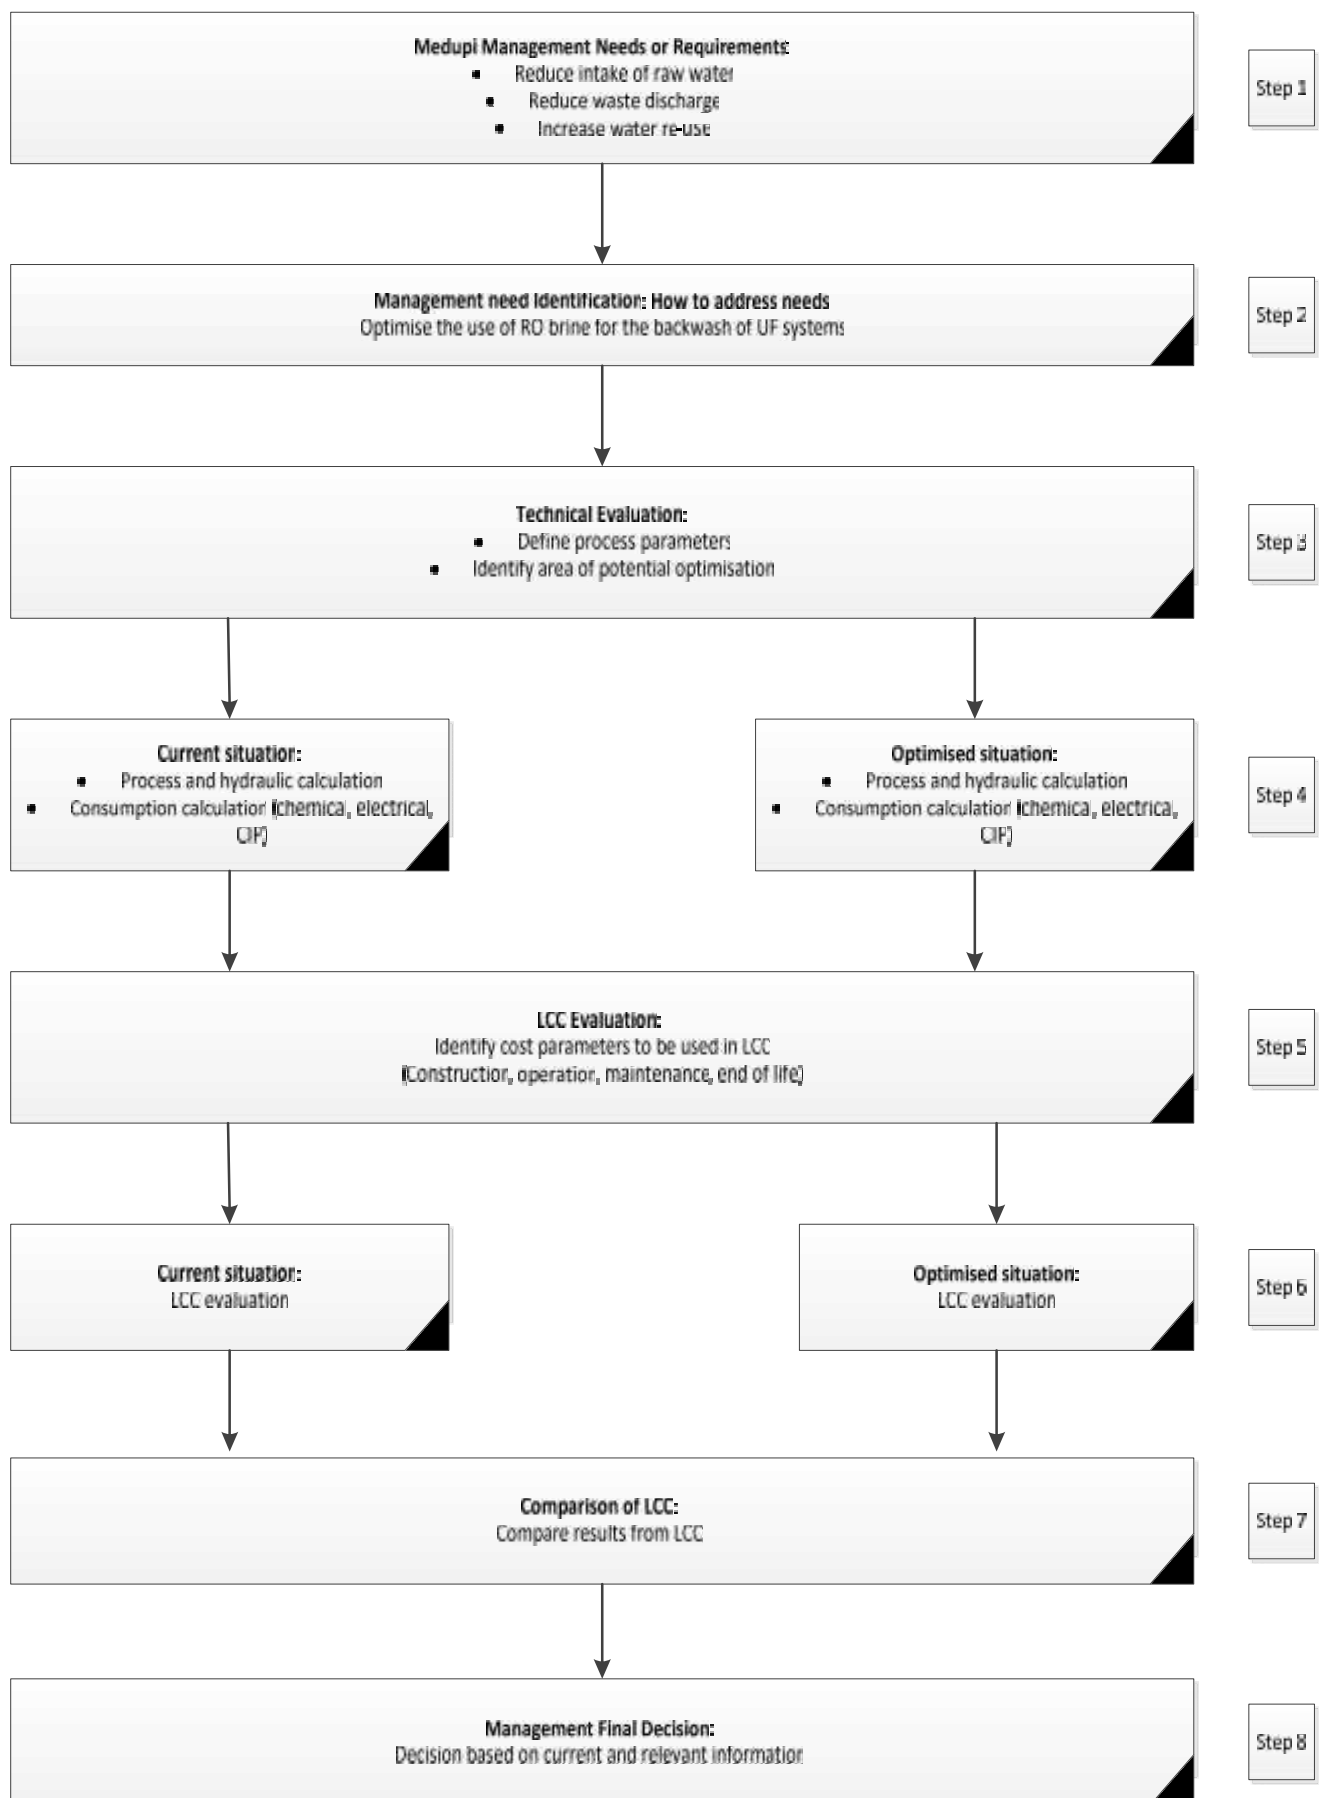 Medupi Management Needs or Requirements:
▪ Reduce intake of raw water
▪ Reduce waste discharge
▪ Increase water re-use
Step 1
Management need Identification: How to address needs
Optimise the use of RO brine for the backwash of UF systems
Step 2
Technical Evaluation:
▪ Define process parameters
▪ Identify area of potential optimisation
Step 3
Current situation:
▪ Process and hydraulic calculation
▪ Consumption calculation (chemical, electrical,
CIP)
Optimised situation:
▪ Process and hydraulic calculation
▪ Consumption calculation (chemical, electrical,
CIP)
Step 4
LCC Evaluation:
Identify cost parameters to be used in LCC
(Construction, operation, maintenance, end of life)
Step 5
Current situation:
LCC evaluation
Optimised situation:
LCC evaluation
Step 6
Comparison of LCC:
Compare results from LCC
Step 7
Management Final Decision:
Decision based on current and relevant information
Step 8